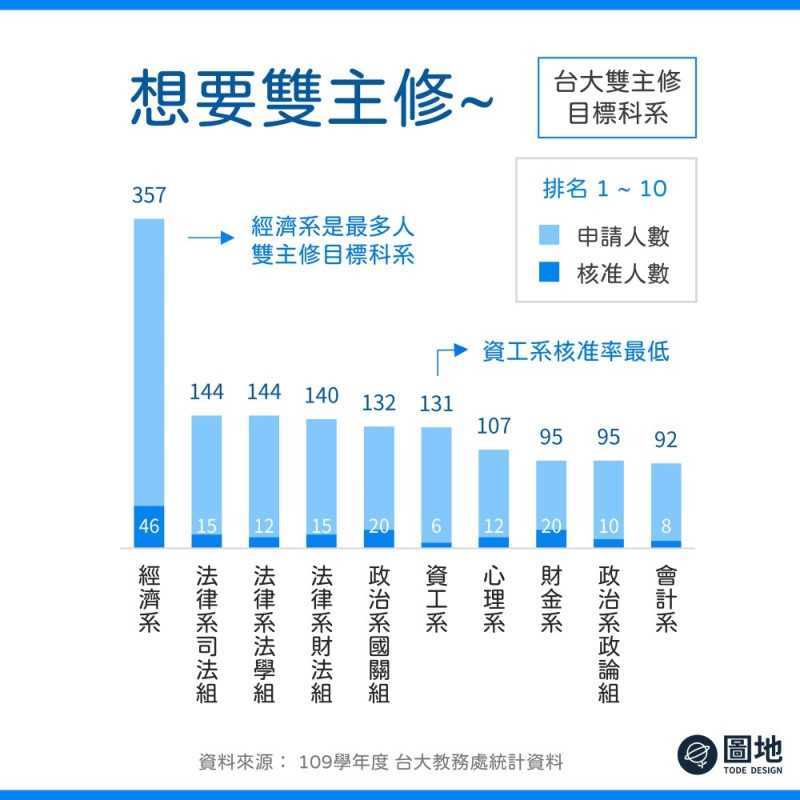 想要雙主修~
台大雙主修
目標科系
排名 1 ~ 10
申請人數
核准人數
357
經濟系是最多人
雙主修目標科系
資工系核准率最低
144
144
140
132
131
107
95
95
92
46
15
12
15
20
6
12
20
10
8
經濟系
法律系司法組
法律系法學組
法律系財法組
政治系國關組
資工系
心理系
財金系
政治系政論組
會計系
資料來源： 109學年度 台大教務處統計資料
圖地
TODE DESIGN